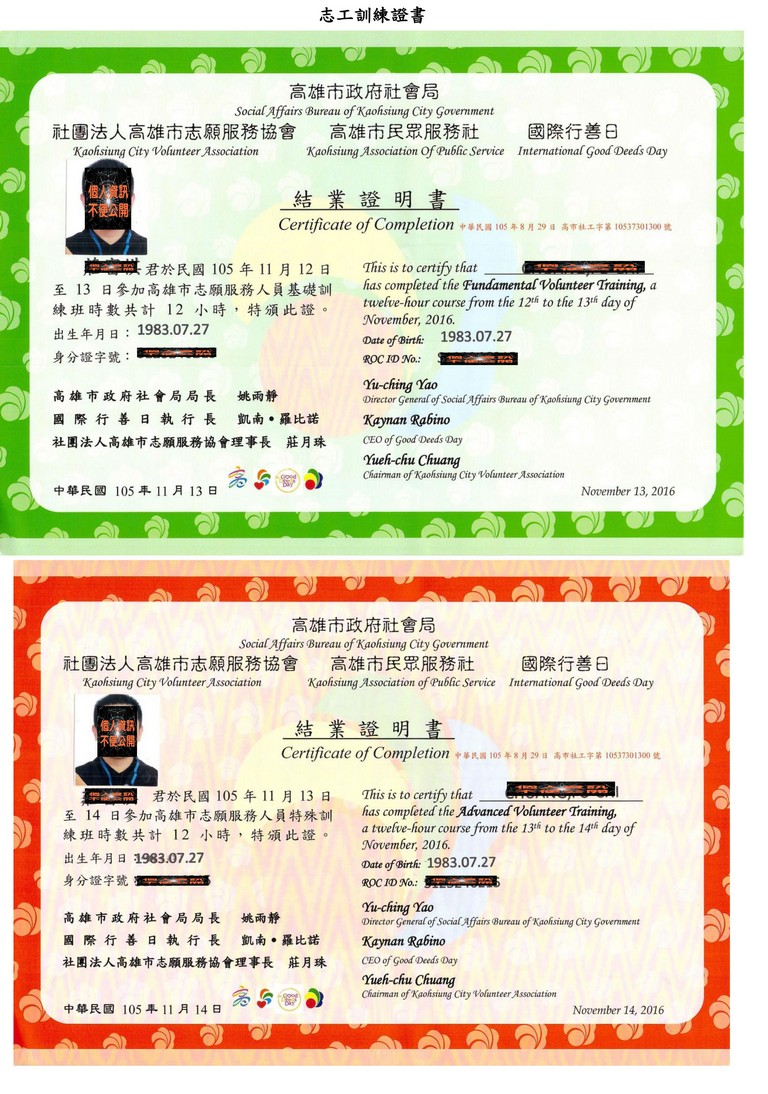 志工訓練證書
高雄市政府社會局
Social Affairs Bureau of Kaohsiung City Government
社團法人高雄市志願服務協會 高雄市民眾服務社 國際行善日
Kaohsiung City Volunteer Association Kaohsiung Association Of Public Service International Good Deeds Day
個人資訊
不便公開
結業證明書
Certificate of Completion 中華民國 105 年 8 月 29 日 高市社工字第 10537301300 號
君於民國 105 年 11 月 12 日
至 13 日參加高雄市志願服務人員基礎訓
練班時數共計 12 小時,特頒此證。
出生年月日: 1983.07.27
身分證字號:
This is to certify that
has completed the Fundamental Volunteer Training, a
twelve-hour course from the 12th to the 13th day of
November, 2016.
Date of Birth: 1983.07.27
ROC ID No.:
高雄市政府社會局局長 姚雨靜
國際行善日執行長 凱南•羅比諾
社團法人高雄市志願服務協會理事長 莊月珠
Yu-ching Yao
Director General of Social Affairs Bureau of Kaohsiung City Government
Kaynan Rabino
CEO of Good Deeds Day
Yueh-chu Chuang
Chairman of Kaohsiung City Volunteer Association
中華民國 105 年 11 月 13 日
Good Deeds Day
November 13, 2016
高雄市政府社會局
Social Affairs Bureau of Kaohsiung City Government
社團法人高雄市志願服務協會 高雄市民眾服務社 國際行善日
Kaohsiung City Volunteer Association Kaohsiung Association of Public Service International Good Deeds Day
個人資訊
不便公開
結業證明書
Certificate of Completion 中華民國 105 年 8 月 29 日 高市社工字第 10537301300 號
君於民國 105 年 11 月 13 日
至 14 日參加高雄市志願服務人員特殊訓
練班時數共計 12 小時,特頒此證。
出生年月日 1983.07.27
身分證字號
This is to certify that
has completed the Advanced Volunteer Training,
a twelve-hour course from the 13th to the 14th day of
November, 2016.
Date of Birth: 1983.07.27
ROC ID No.:
高雄市政府社會局局長 姚雨靜
國際行善日執行長 凱南•羅比諾
社團法人高雄市志願服務協會理事長 莊月珠
Yu-ching Yao
Director General of Social Affairs Bureau of Kaohsiung City Government
Kaynan Rabino
CEO of Good Deeds Day
Yueh-chu Chuang
Chairman of Kaohsiung City Volunteer Association
中華民國 105 年 11 月 14 日
Good Deeds Day
November 14, 2016